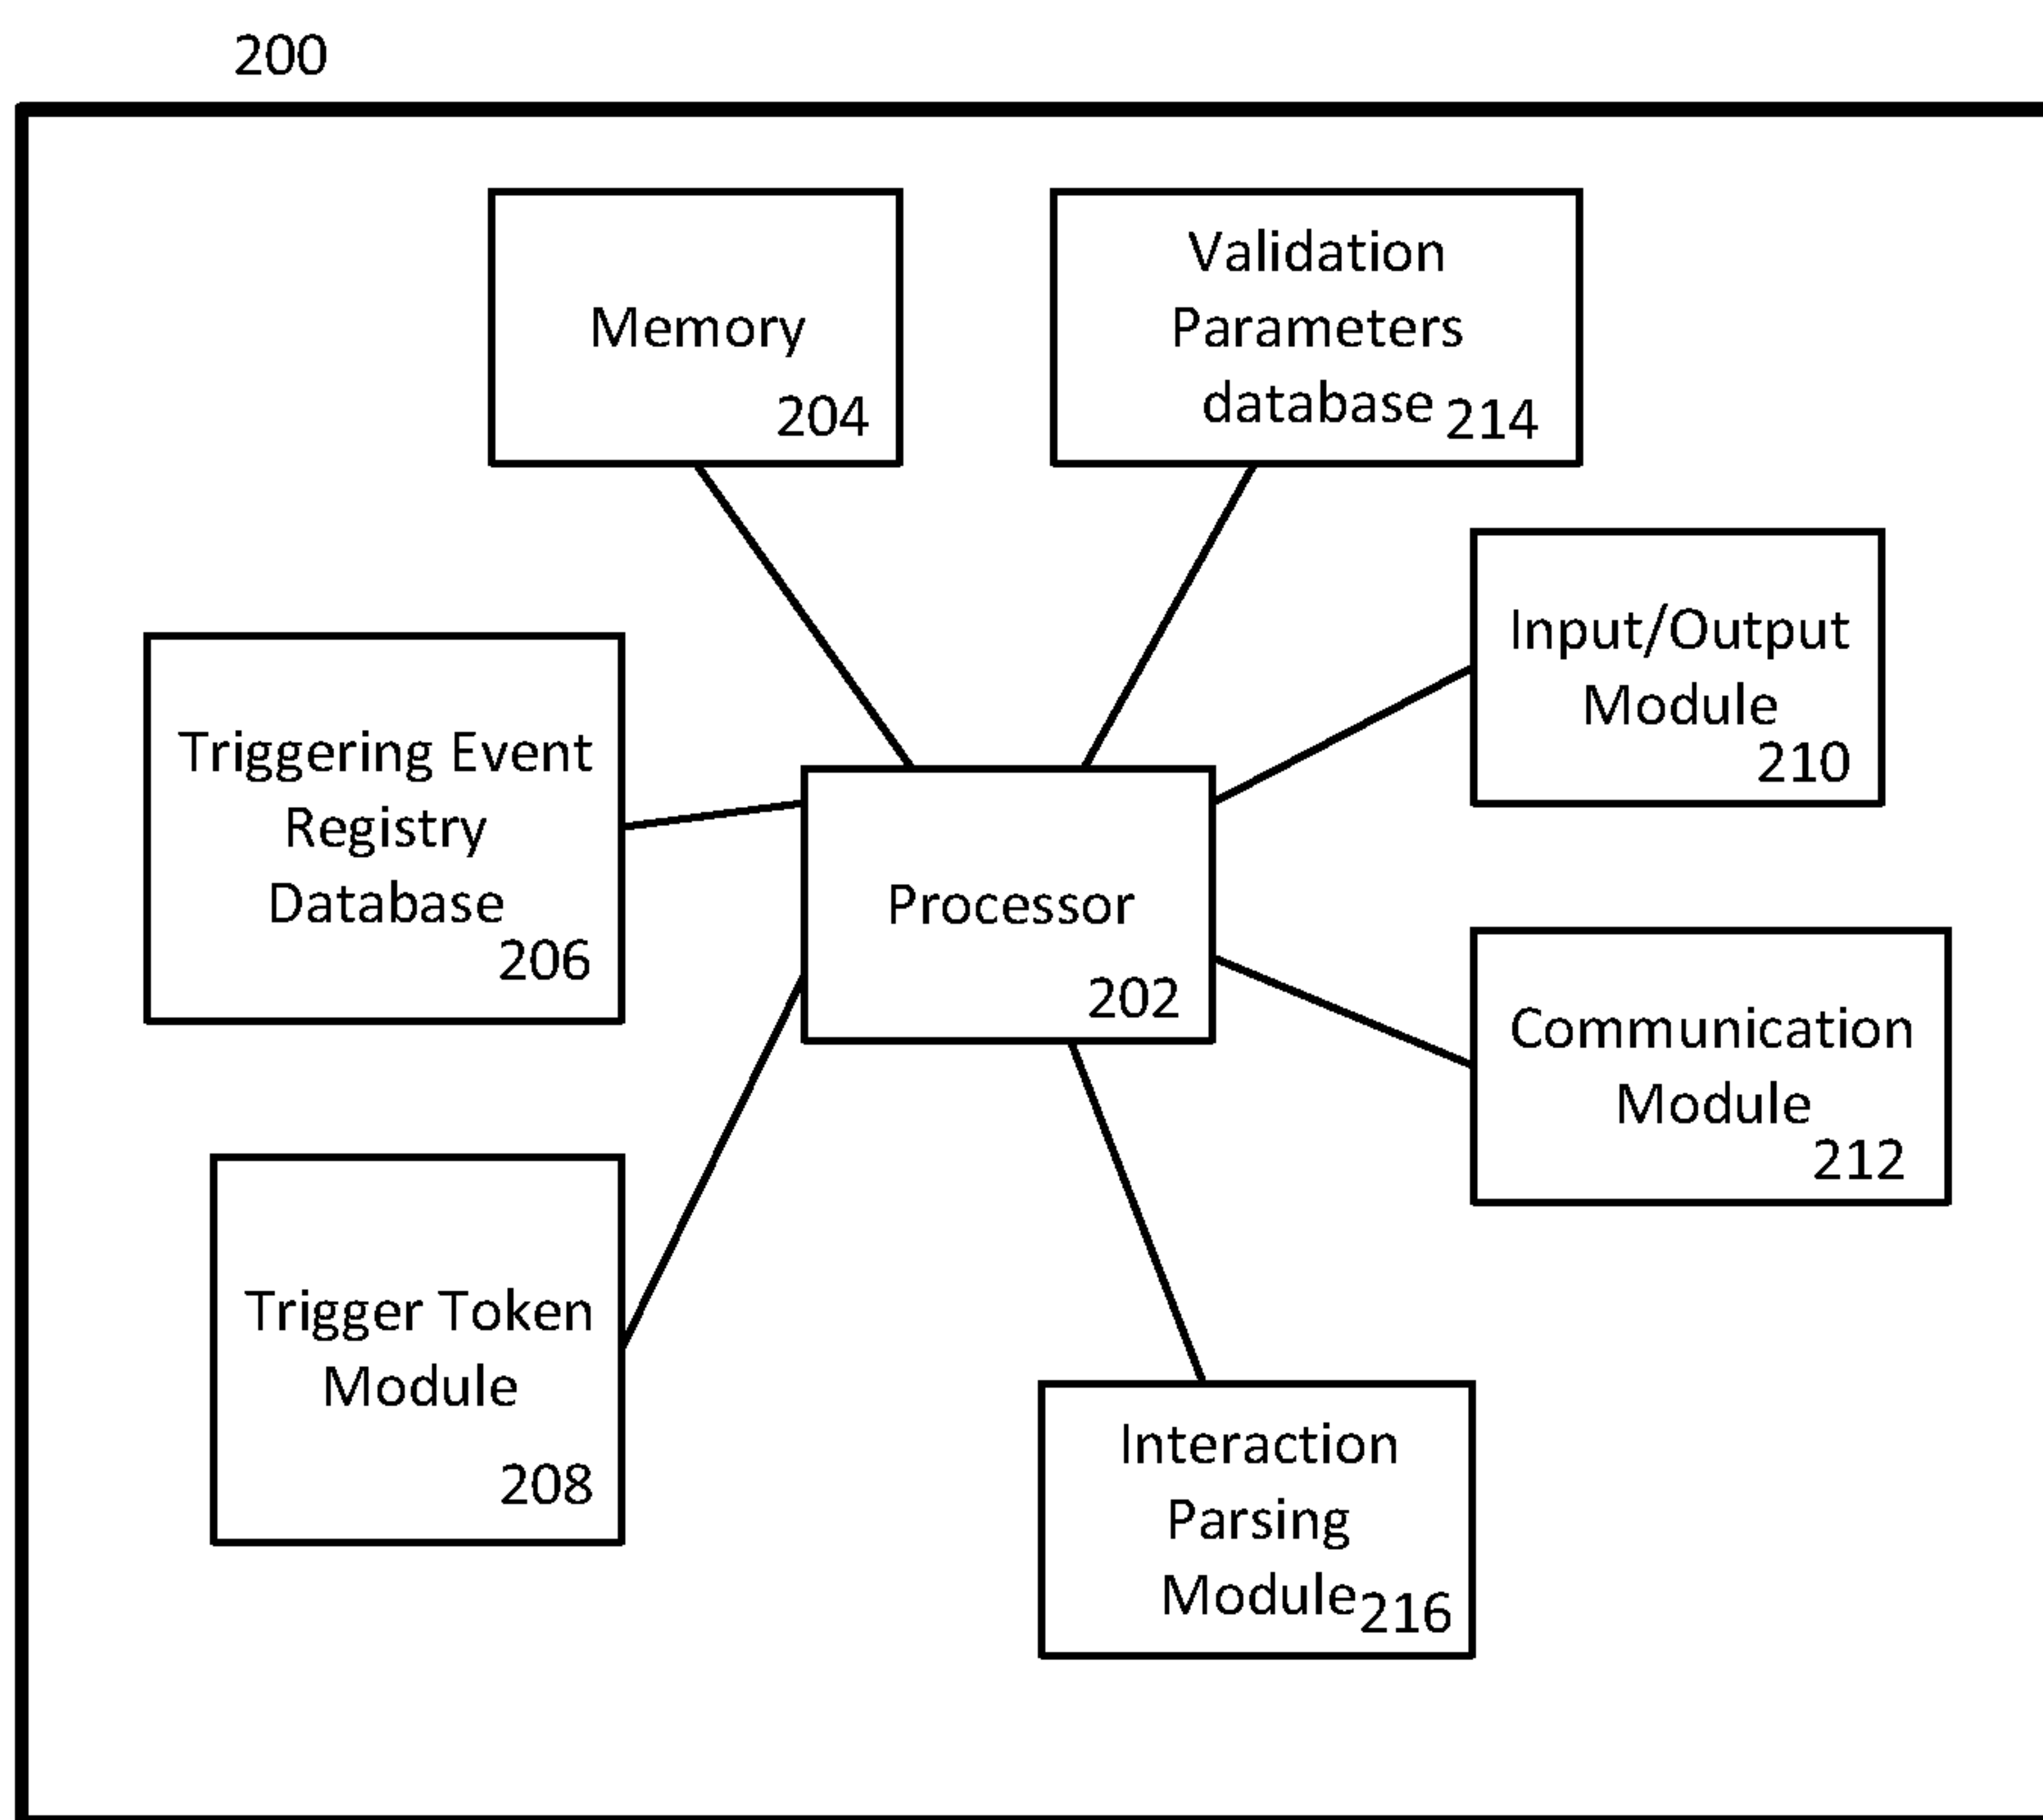 200
Memory
204
Validation
Parameters
database 214
Input/Output
Module
210
Triggering Event
Registry
Database
206
Processor
202
Communication
Module
212
Trigger Token
Module
208
Interaction
Parsing
Module 216